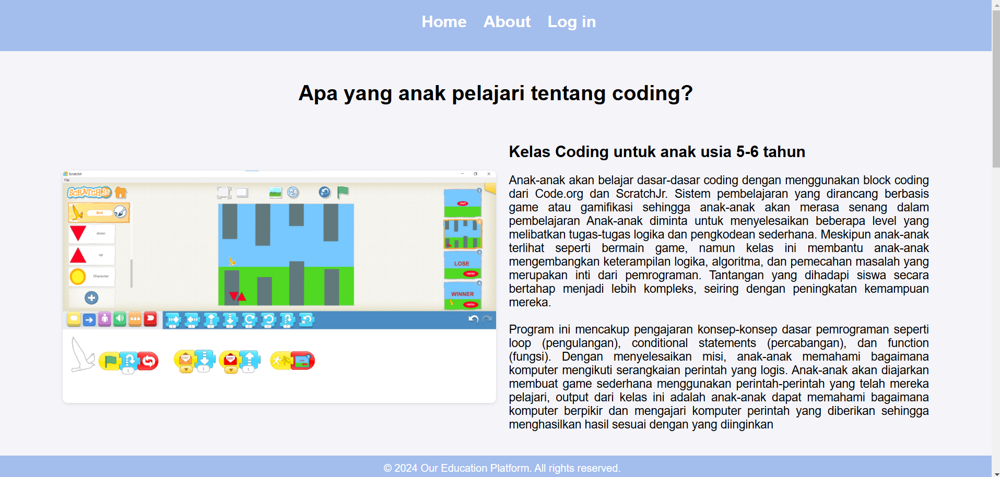 Home About Log in
Apa yang anak pelajari tentang coding?
Kelas Coding untuk anak usia 5-6 tahun
Anak-anak akan belajar dasar-dasar coding dengan menggunakan block coding
dari Code.org dan ScratchJr. Sistem pembelajaran yang dirancang berbasis
game atau gamifikasi sehingga anak-anak akan merasa senang dalam
pembelajaran Anak-anak diminta untuk menyelesaikan beberapa level yang
melibatkan tugas-tugas logika dan pengkodean sederhana. Meskipun anak-anak
terlihat seperti bermain game, namun kelas ini membantu anak-anak
mengembangkan keterampilan logika, algoritma, dan pemecahan masalah yang
merupakan inti dari pemrograman. Tantangan yang dihadapi siswa secara
bertahap menjadi lebih kompleks, seiring dengan peningkatan kemampuan
mereka.
Program ini mencakup pengajaran konsep-konsep dasar pemrograman seperti
loop (pengulangan), conditional statements (percabangan), dan function
(fungsi). Dengan menyelesaikan misi, anak-anak memahami bagaimana
komputer mengikuti serangkaian perintah yang logis. Anak-anak akan diajarkan
membuat game sederhana menggunakan perintah-perintah yang telah mereka
pelajari, output dari kelas ini adalah anak-anak dapat memahami bagaimana
komputer berpikir dan mengajari komputer perintah yang diberikan sehingga
menghasilkan hasil sesuai dengan yang diinginkan
ScratchJr
File
SCRATCHJr
Bird
down
up
Character
1
start
2
3
LOSE
replay
4
WINNER
replay
1 1 1
© 2024 Our Education Platform. All rights reserved.